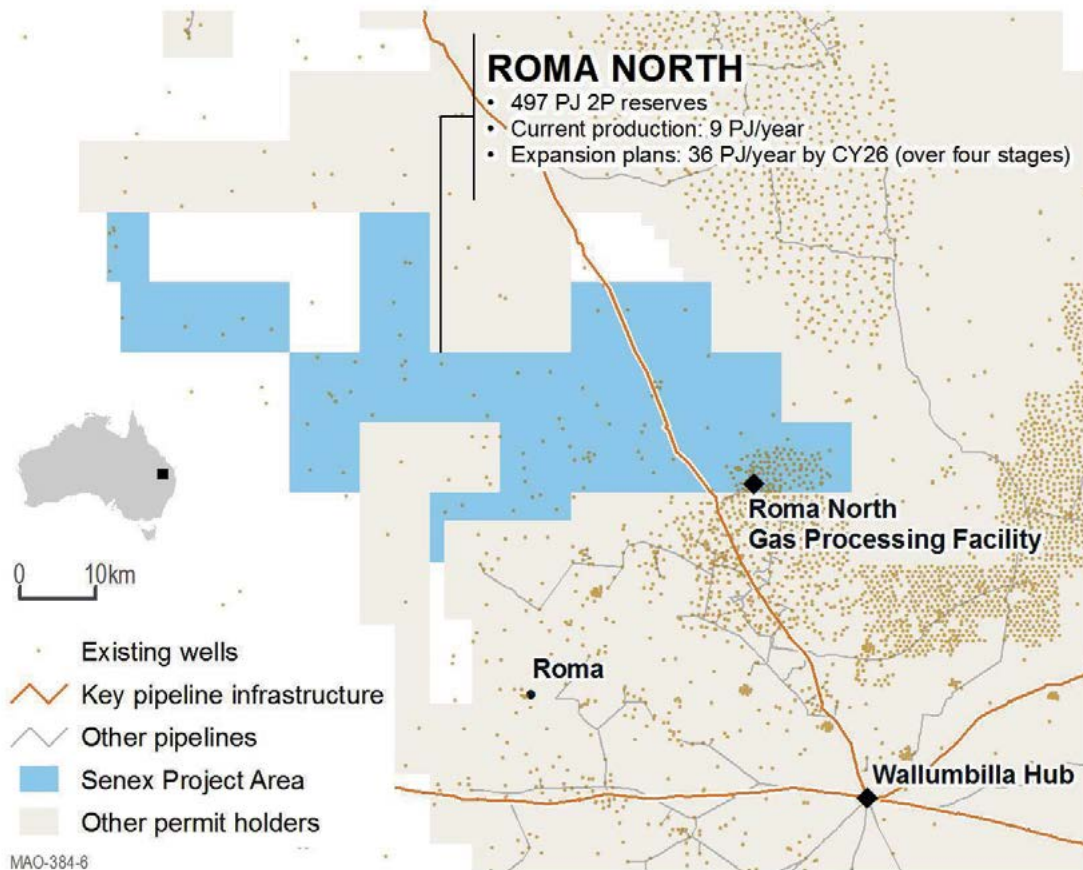 ROMA NORTH
• 497 PJ 2P reserves
• Current production: 9 PJ/year
• Expansion plans: 36 PJ/year by CY26 (over four stages)
Roma North
Gas Processing Facility
0 10km
Roma
Wallumbilla Hub
Existing wells
Key pipeline infrastructure
Other pipelines
Senex Project Area
Other permit holders
MAO-384-6